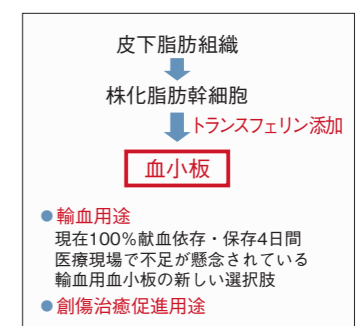 皮下脂肪組織
株化脂肪幹細胞
トランスフェリン添加
血小板
●輸血用途
現在100%献血依存・保存4日間
医療現場で不足が懸念されている
輸血用血小板の新しい選択肢
●創傷治癒促進用途